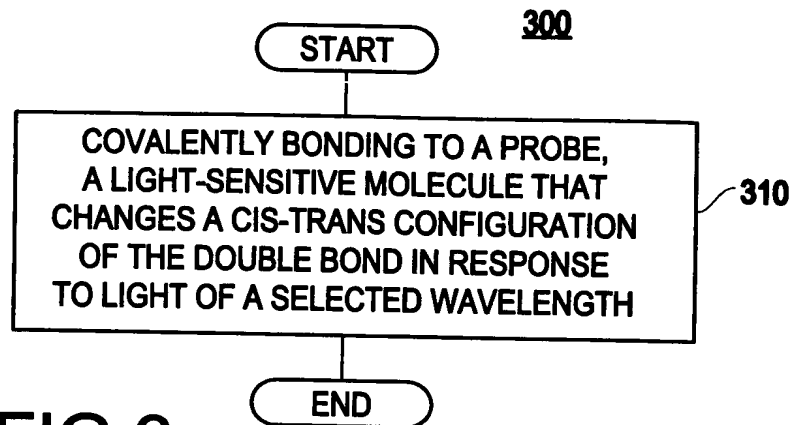 300
START
COVALENTLY BONDING TO A PROBE,
A LIGHT-SENSITIVE MOLECULE THAT
CHANGES A CIS-TRANS CONFIGURATION
OF THE DOUBLE BOND IN RESPONSE
TO LIGHT OF A SELECTED WAVELENGTH
310
END